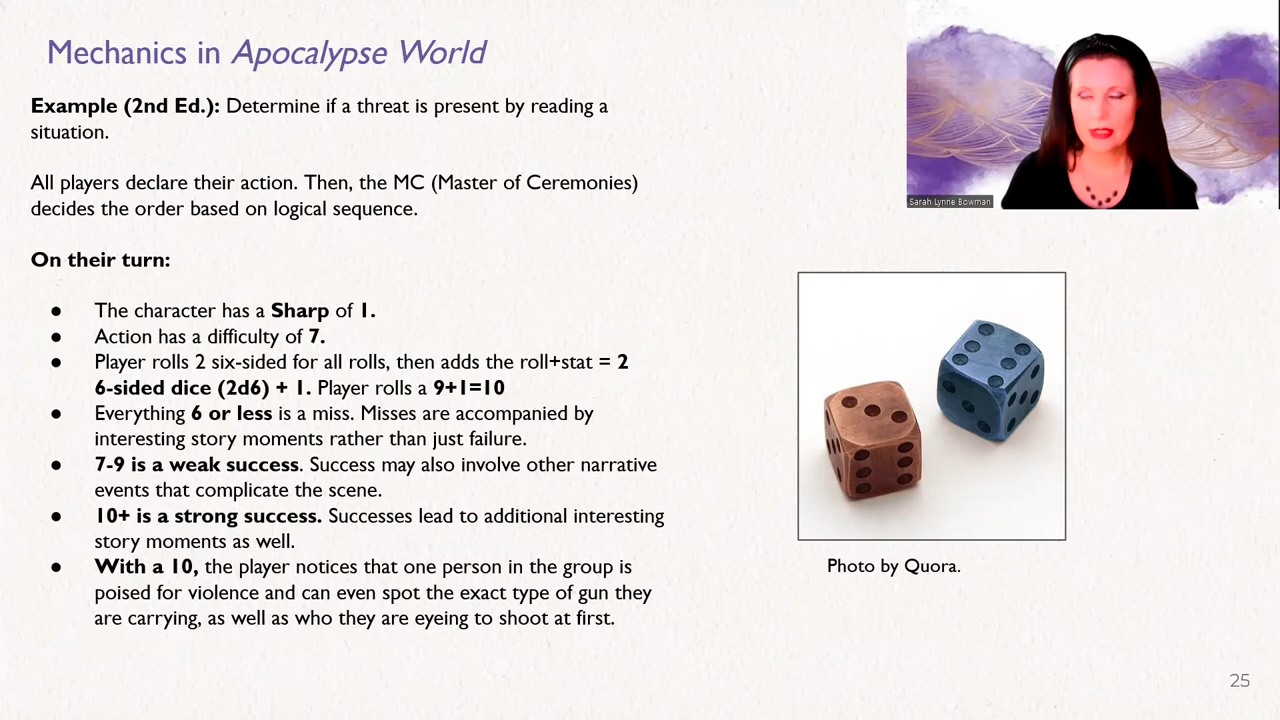 Mechanics in Apocalypse World
Example (2nd Ed.): Determine if a threat is present by reading a
situation.
All players declare their action. Then, the MC (Master of Ceremonies)
decides the order based on logical sequence.
On their turn:
● The character has a Sharp of 1.
● Action has a difficulty of 7.
● Player rolls 2 six-sided for all rolls, then adds the roll+stat = 2
6-sided dice (2d6) + 1. Player rolls a 9+1=10
● Everything 6 or less is a miss. Misses are accompanied by
interesting story moments rather than just failure.
● 7-9 is a weak success. Success may also involve other narrative
events that complicate the scene.
● 10+ is a strong success. Successes lead to additional interesting
story moments as well.
● With a 10, the player notices that one person in the group is
poised for violence and can even spot the exact type of gun they
are carrying, as well as who they are eyeing to shoot at first.
Sarah Lynne Bowman
Photo by Quora.
25